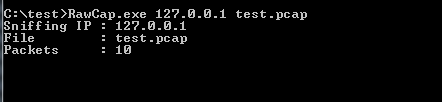 C:\test>RawCap.exe 127.0.0.1 test.pcap
Sniffing IP : 127.0.0.1
File        : test.pcap
Packets     : 10